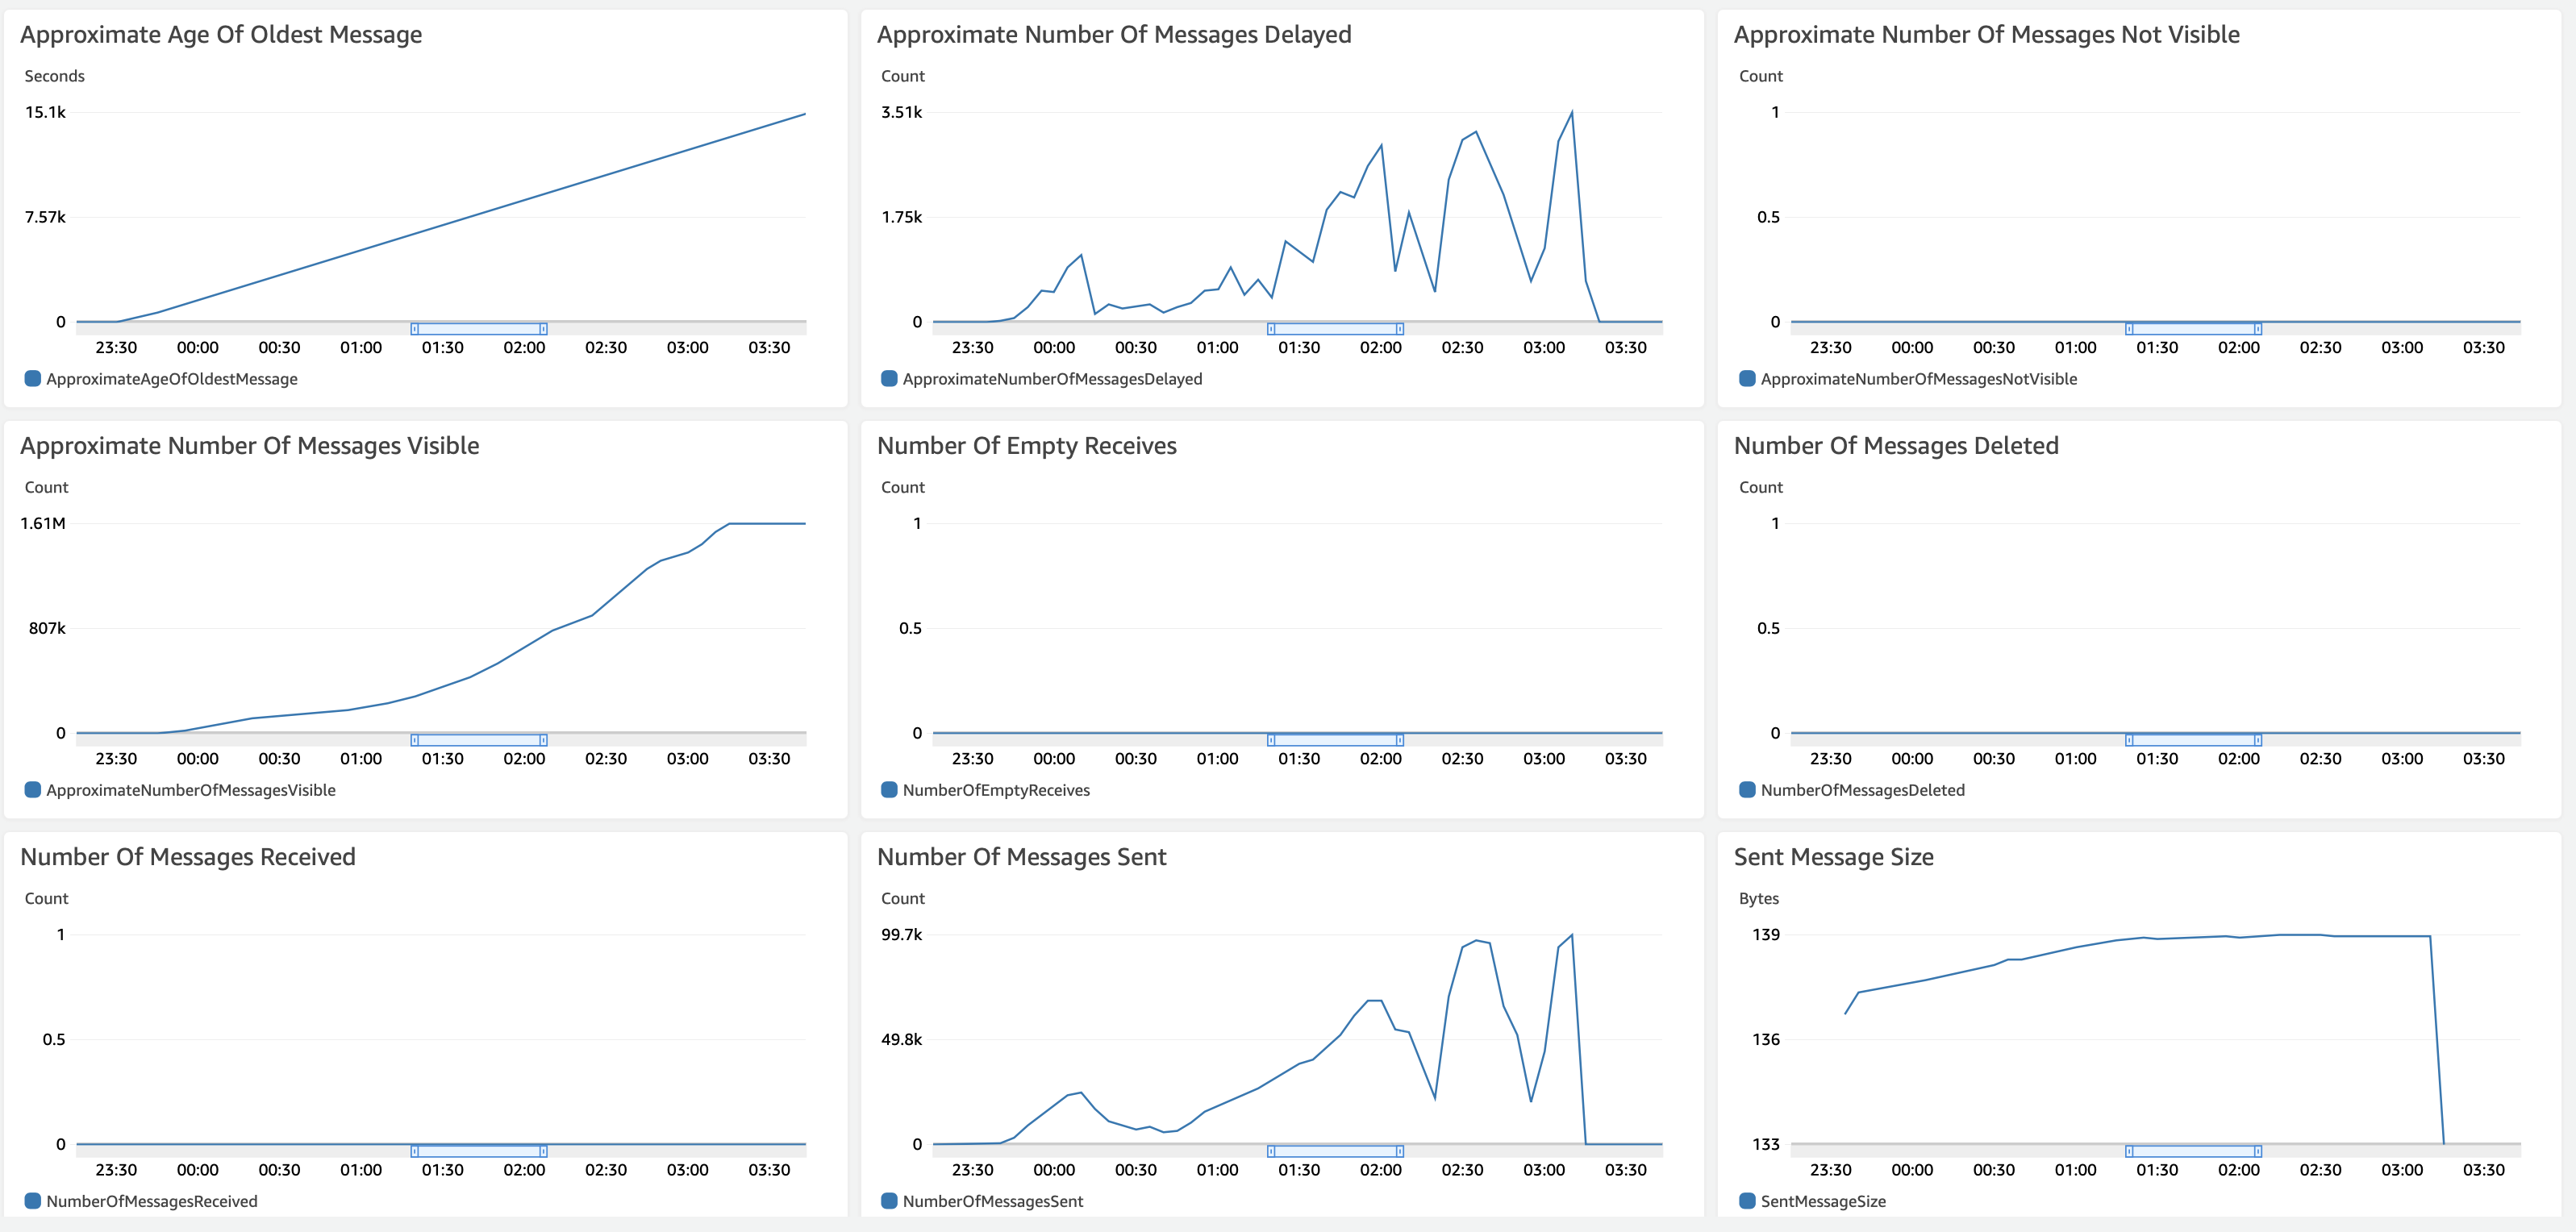 Approximate Age Of Oldest Message
Seconds
15.1k
7.57k
0
23:30 00:00 00:30 01:00 01:30 02:00 02:30 03:00 03:30
ApproximateAgeOfOldestMessage
Approximate Number Of Messages Delayed
Count
3.51k
1.75k
0
23:30 00:00 00:30 01:00 01:30 02:00 02:30 03:00 03:30
ApproximateNumberOfMessagesDelayed
Approximate Number Of Messages Not Visible
Count
1
0.5
0
23:30 00:00 00:30 01:00 01:30 02:00 02:30 03:00 03:30
ApproximateNumberOfMessagesNotVisible
Approximate Number Of Messages Visible
Count
1.61M
807k
0
23:30 00:00 00:30 01:00 01:30 02:00 02:30 03:00 03:30
ApproximateNumberOfMessagesVisible
Number Of Empty Receives
Count
1
0.5
0
23:30 00:00 00:30 01:00 01:30 02:00 02:30 03:00 03:30
NumberOfEmptyReceives
Number Of Messages Deleted
Count
1
0.5
0
23:30 00:00 00:30 01:00 01:30 02:00 02:30 03:00 03:30
NumberOfMessagesDeleted
Number Of Messages Received
Count
1
0.5
0
23:30 00:00 00:30 01:00 01:30 02:00 02:30 03:00 03:30
NumberOfMessagesReceived
Number Of Messages Sent
Count
99.7k
49.8k
0
23:30 00:00 00:30 01:00 01:30 02:00 02:30 03:00 03:30
NumberOfMessagesSent
Sent Message Size
Bytes
139
136
133
23:30 00:00 00:30 01:00 01:30 02:00 02:30 03:00 03:30
SentMessageSize